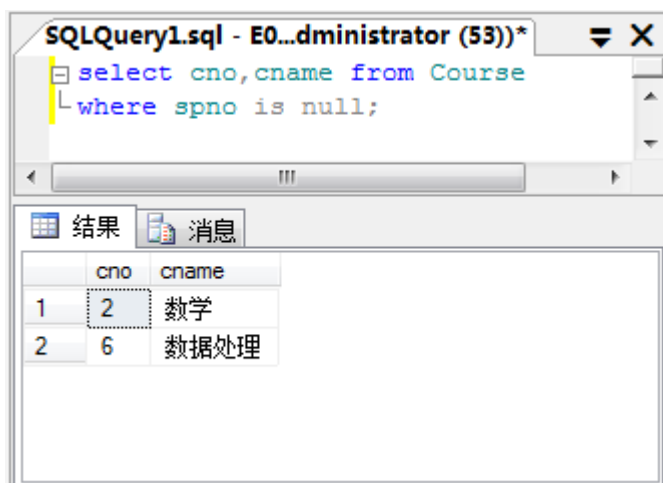 SQLQuery1.sql - E0...dministrator (53))*
select cno,cname from Course
where spno is null;
结果 消息
cno cname
1 2 数学
2 6 数据处理